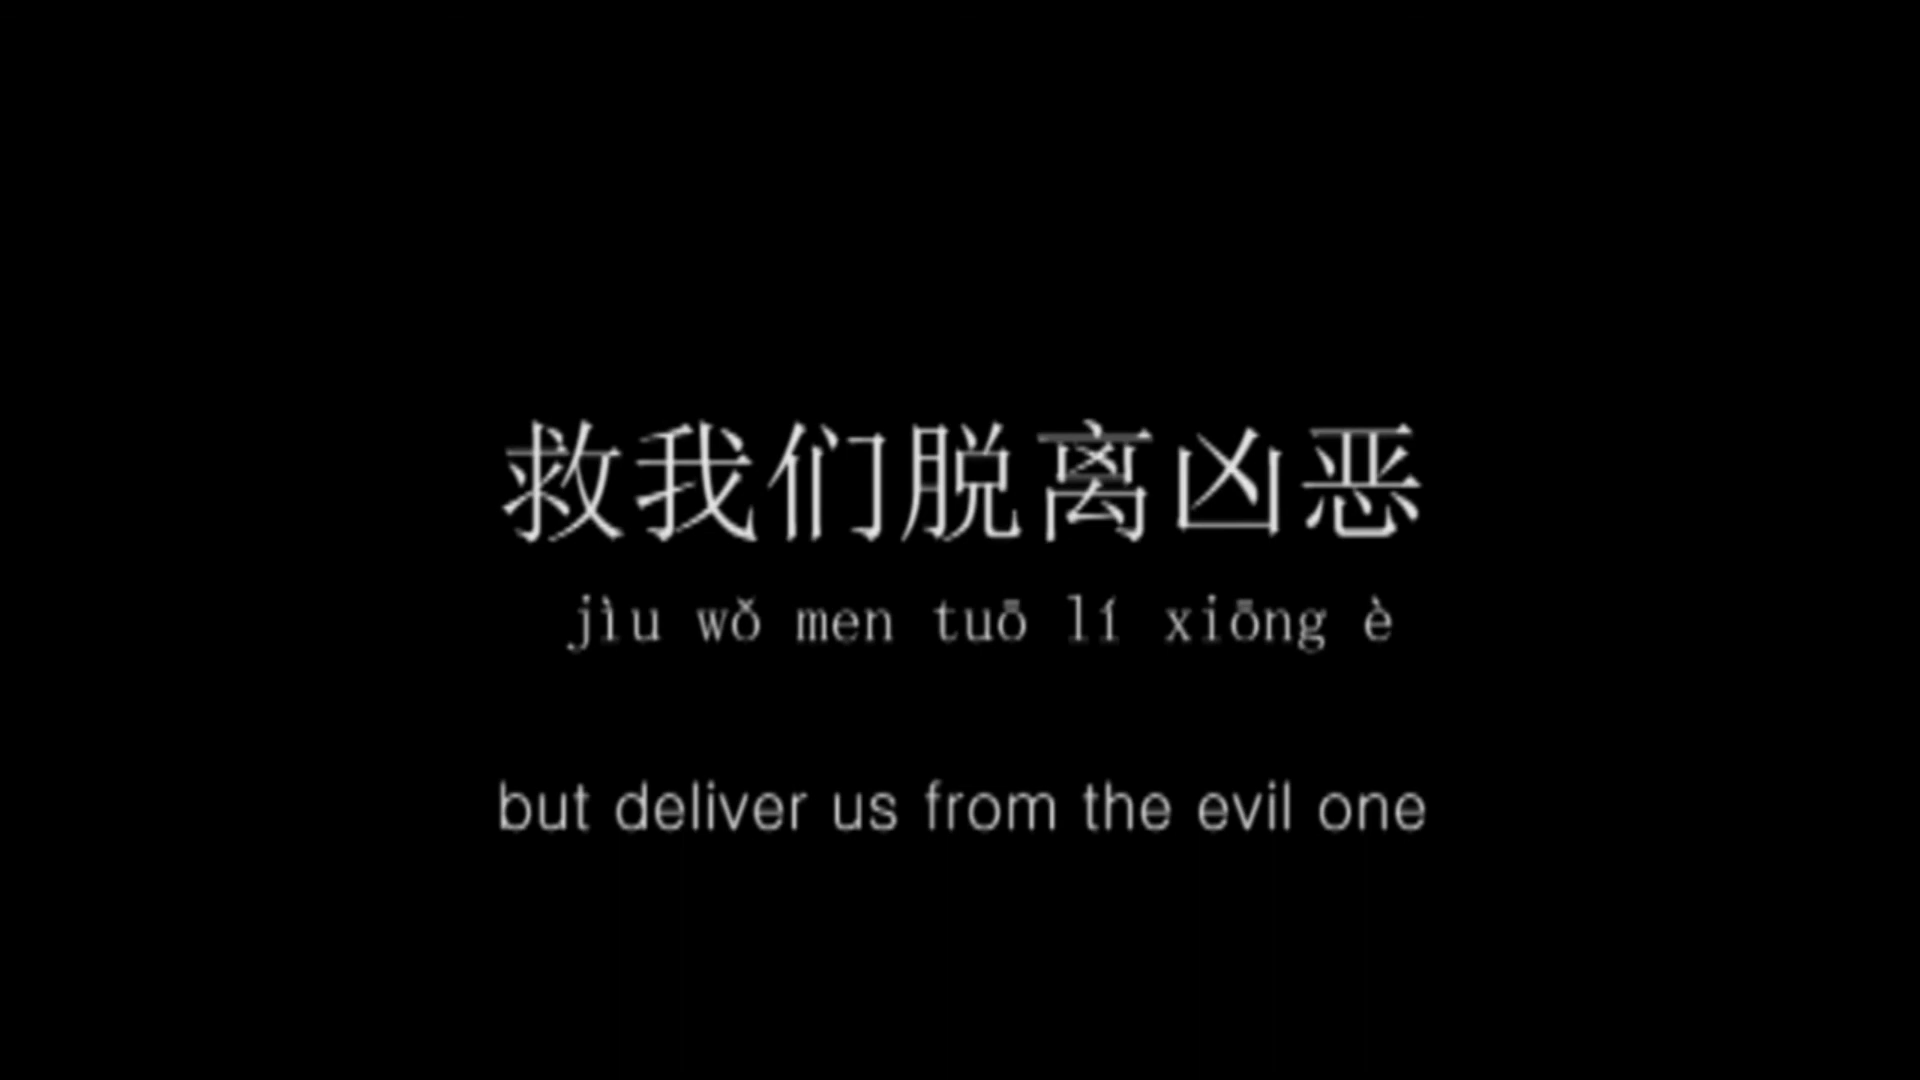 救我们脱离凶恶
jìu wǒ men tuō lí xiōng è
but deliver us from the evil one